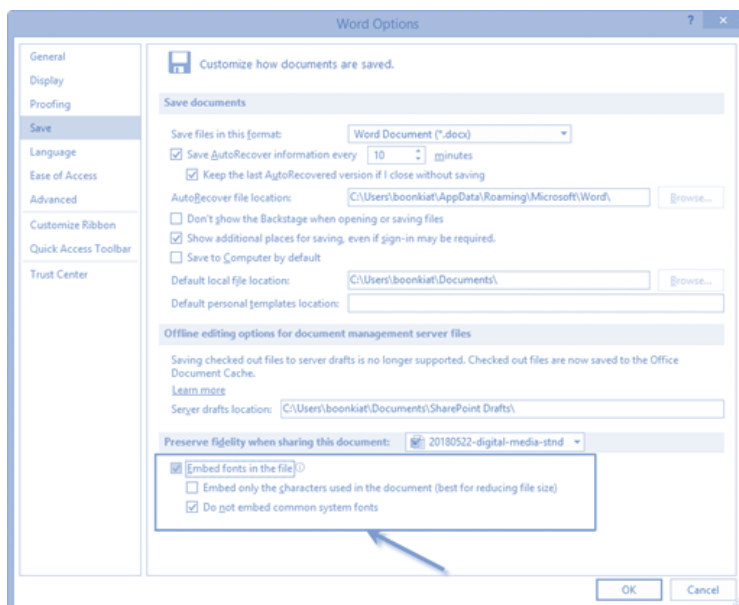 Word Options
?
×
General
Display
Proofing
Save
Language
Ease of Access
Advanced
Customize Ribbon
Quick Access Toolbar
Trust Center
Customize how documents are saved.
Save documents
Save files in this format: Word Document (*.docx)
Save AutoRecover information every 10 minutes
Keep the last AutoRecovered version if I close without saving
AutoRecover file location: C:\Users\boonkiat\AppData\Roaming\Microsoft\Word\ Browse...
Don't show the Backstage when opening or saving files
Show additional places for saving, even if sign-in may be required.
Save to Computer by default
Default local file location: C:\Users\boonkiat\Documents\ Browse...
Default personal templates location:
Offline editing options for document management server files
Saving checked out files to server drafts is no longer supported. Checked out files are now saved to the Office
Document Cache.
Learn more
Server drafts location: C:\Users\boonkiat\Documents\SharePoint Drafts\
Preserve fidelity when sharing this document: 20180522-digital-media-stnd
Embed fonts in the file
Embed only the characters used in the document (best for reducing file size)
Do not embed common system fonts
OK Cancel